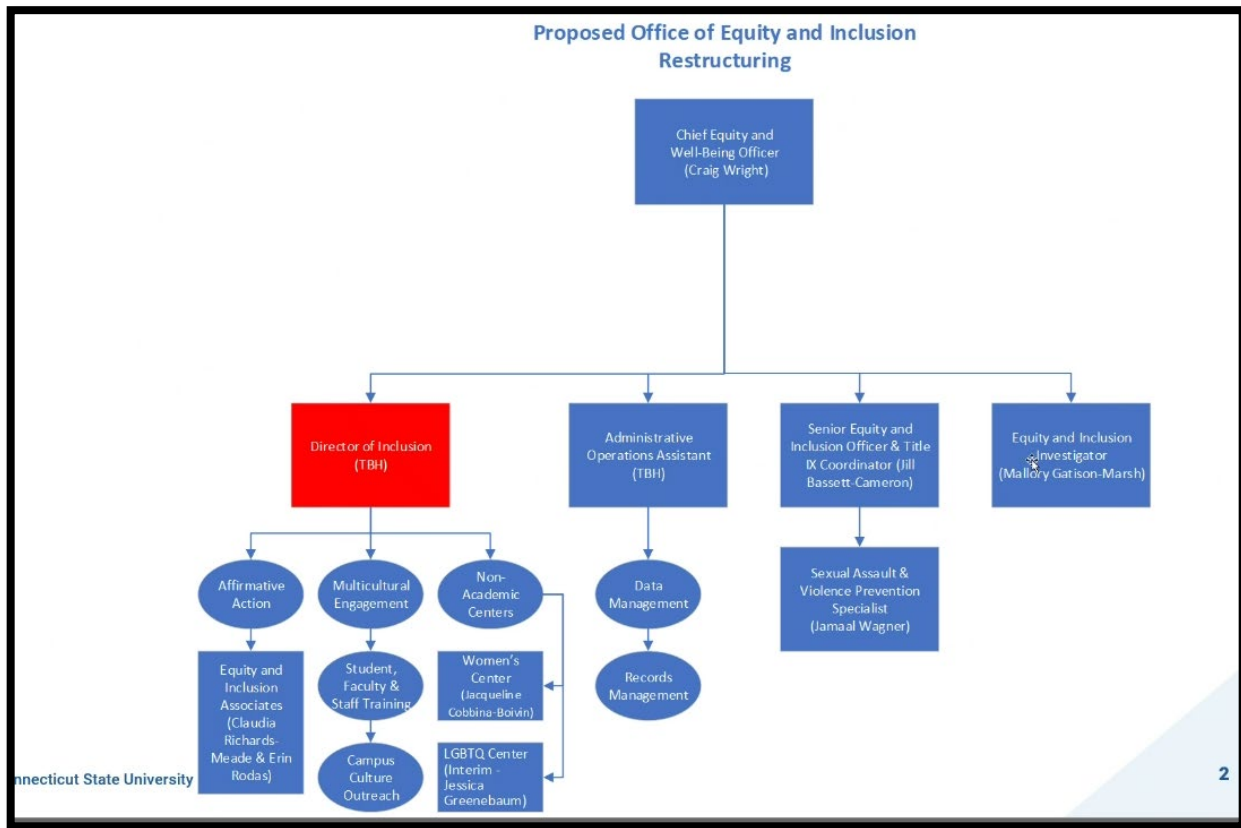 Proposed Office of Equity and Inclusion
Restructuring
Chief Equity and
Well-Being Officer
(Craig Wright)
Director of Inclusion
(TBH)
Administrative
Operations Assistant
(TBH)
Senior Equity and
Inclusion Officer & Title
IX Coordinator (Jill
Bassett-Cameron)
Equity and Inclusion
Investigator
(Mallory Gatison-Marsh)
Affirmative
Action
Multicultural
Engagement
Non-
Academic
Centers
Data
Management
Sexual Assault &
Violence Prevention
Specialist
(Jamaal Wagner)
Equity and
Inclusion
Associates
(Claudia
Richards-
Meade & Erin
Rodas)
Student,
Faculty &
Staff Training
Women's
Center
(Jacqueline
Cobbina-Boivin)
Records
Management
Campus
Culture
Outreach
LGBTQ Center
(Interim -
Jessica
Greenebaum)
nnecticut State University
2